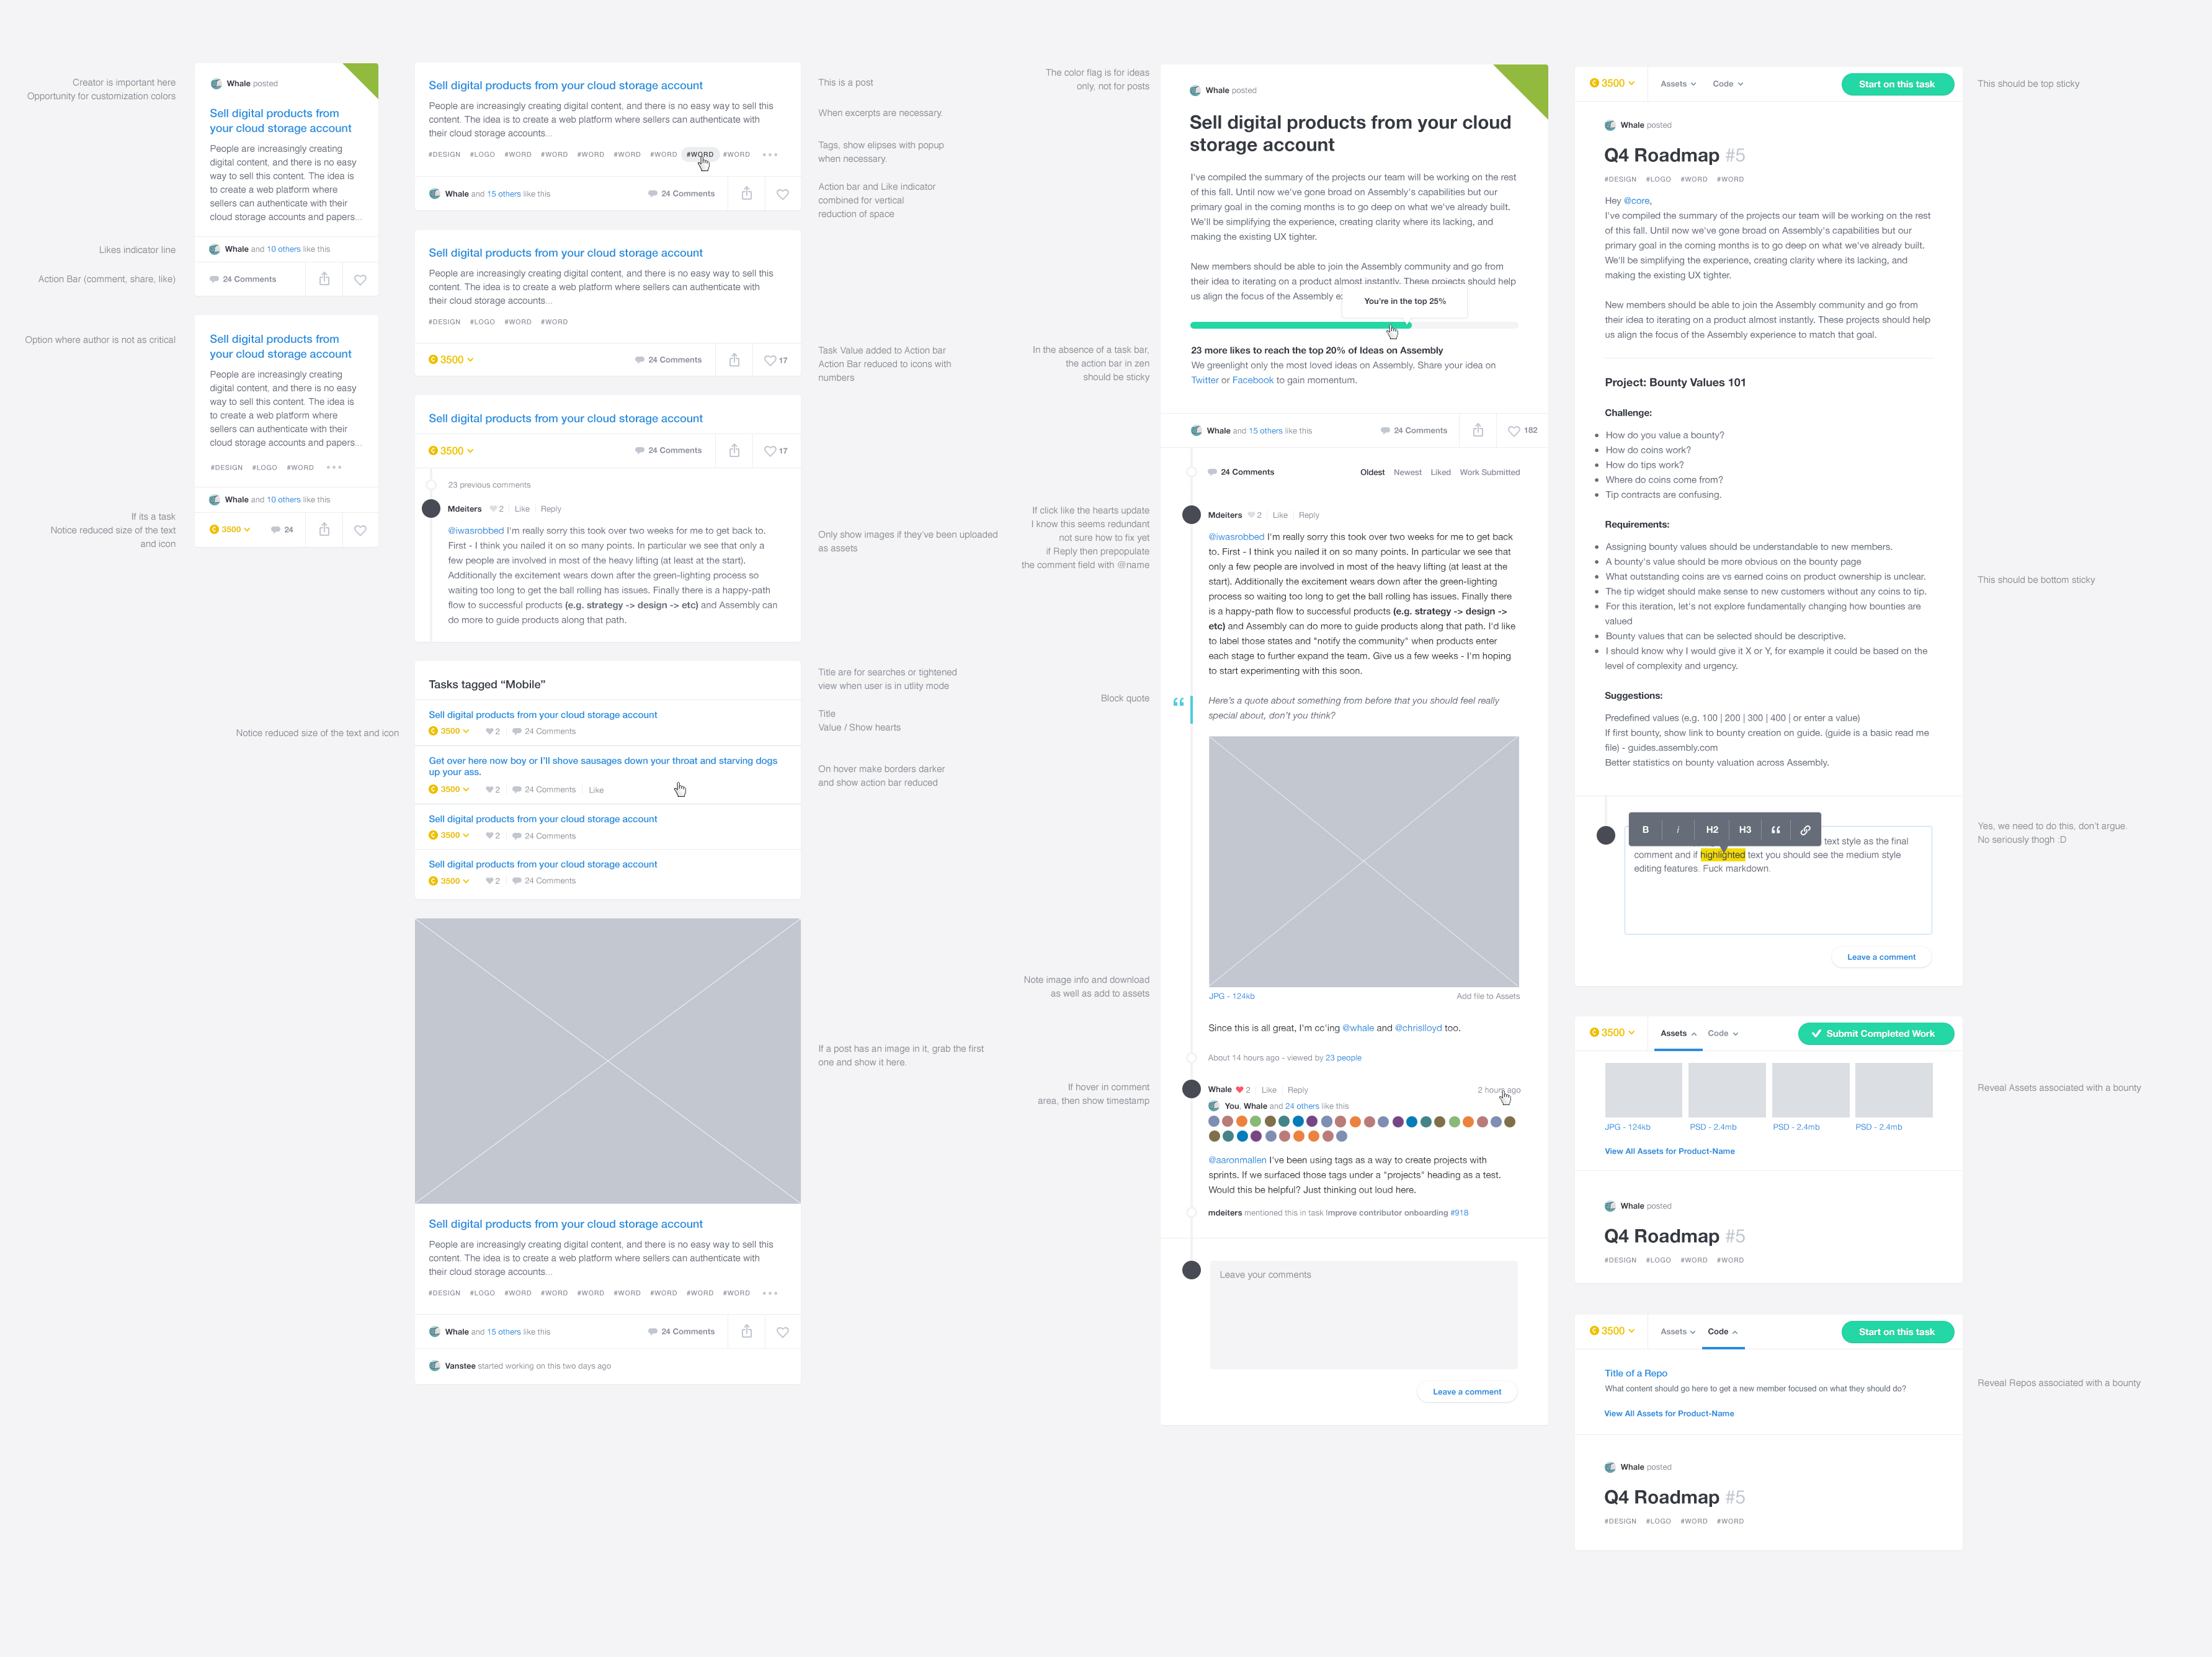 Creator is important here
Opportunity for customization colors
Likes indicator line
Action Bar (comment, share, like)
Option where author is not as critical
If its a task
Notice reduced size of the text
and icon
Notice reduced size of the text and icon
Whale posted
Sell digital products from
your cloud storage account
People are increasingly creating
digital content, and there is no easy
way to sell this content. The idea is
to create a web platform where
sellers can authenticate with their
cloud storage accounts and papers...
Whale and 10 others like this
24 Comments
Sell digital products from
your cloud storage account
People are increasingly creating
digital content, and there is no easy
way to sell this content. The idea is
to create a web platform where
sellers can authenticate with their
cloud storage accounts and papers...
#DESIGN #LOGO #WORD
Whale and 10 others like this
C 3500 24
Sell digital products from your cloud storage account
People are increasingly creating digital content, and there is no easy way to sell this
content. The idea is to create a web platform where sellers can authenticate with
their cloud storage accounts...
#DESIGN #LOGO #WORD #WORD #WORD #WORD #WORD #WORD #WORD
Whale and 15 others like this 24 Comments
Sell digital products from your cloud storage account
People are increasingly creating digital content, and there is no easy way to sell this
content. The idea is to create a web platform where sellers can authenticate with
their cloud storage accounts...
#DESIGN #LOGO #WORD #WORD
C 3500 24 Comments 17
Sell digital products from your cloud storage account
C 3500 24 Comments 17
23 previous comments
Mdeiters 2 Like Reply
@iwasrobbed I'm really sorry this took over two weeks for me to get back to.
First - I think you nailed it on so many points. In particular we see that only a
few people are involved in most of the heavy lifting (at least at the start).
Additionally the excitement wears down after the green-lighting process so
waiting too long to get the ball rolling has issues. Finally there is a happy-path
flow to successful products (e.g. strategy -> design -> etc) and Assembly can
do more to guide products along that path.
Tasks tagged “Mobile”
Sell digital products from your cloud storage account
C 3500 2 24 Comments
Get over here now boy or I'll shove sausages down your throat and starving dogs
up your ass.
C 3500 2 24 Comments Like
Sell digital products from your cloud storage account
C 3500 2 24 Comments
Sell digital products from your cloud storage account
C 3500 2 24 Comments
Sell digital products from your cloud storage account
People are increasingly creating digital content, and there is no easy way to sell this
content. The idea is to create a web platform where sellers can authenticate with
their cloud storage accounts...
#DESIGN #LOGO #WORD #WORD #WORD #WORD #WORD #WORD #WORD
Whale and 15 others like this 24 Comments
Vanstee started working on this two days ago
This is a post
When excerpts are necessary.
Tags, show elipses with popup
when necessary.
Action bar and Like indicator
combined for vertical
reduction of space
Task Value added to Action bar
Action Bar reduced to icons with
numbers
Only show images if they've been uploaded
as assets
Title are for searches or tightened
view when user is in utlity mode
Title
Value / Show hearts
On hover make borders darker
and show action bar reduced
If a post has an image in it, grab the first
one and show it here.
The color flag is for ideas
only, not for posts
In the absence of a task bar,
the action bar in zen
should be sticky
If click like the hearts update
I know this seems redundant
not sure how to fix yet
if Reply then prepopulate
the comment field with @name
Block quote
Note image info and download
as well as add to assets
If hover in comment
area, then show timestamp
Whale posted
Sell digital products from your cloud
storage account
I've compiled the summary of the projects our team will be working on the rest
of this fall. Until now we've gone broad on Assembly's capabilities but our
primary goal in the coming months is to go deep on what we've already built.
We'll be simplifying the experience, creating clarity where its lacking, and
making the existing UX tighter.
New members should be able to join the Assembly community and go from
their idea to iterating on a product almost instantly. These projects should help
us align the focus of the Assembly
You're in the top 25%
23 more likes to reach the top 20% of Ideas on Assembly
We greenlight only the most loved ideas on Assembly. Share your idea on
Twitter or Facebook to gain momentum.
Whale and 15 others like this 24 Comments 182
24 Comments Oldest Newest Liked Work Submitted
Mdeiters 2 Like Reply
@iwasrobbed I'm really sorry this took over two weeks for me to get back
to. First - I think you nailed it on so many points. In particular we see that
only a few people are involved in most of the heavy lifting (at least at the
start). Additionally the excitement wears down after the green-lighting
process so waiting too long to get the ball rolling has issues. Finally there
is a happy-path flow to successful products (e.g. strategy -> design ->
etc) and Assembly can do more to guide products along that path. I'd like
to label those states and "notify the community" when products enter
each stage to further expand the team. Give us a few weeks - I'm hoping
to start experimenting with this soon.
“ Here's a quote about something from before that you should feel really
special about, don't you think?
JPG - 124kb Add file to Assets
Since this is all great, I'm cc'ing @whale and @chrislloyd too.
About 14 hours ago - viewed by 23 people
Whale 2 Like Reply 2 hours ago
You, Whale and 24 others like this
@aaronmallen I've been using tags as a way to create projects with
sprints. If we surfaced those tags under a "projects" heading as a test.
Would this be helpful? Just thinking out loud here.
mdeiters mentioned this in task Improve contributor onboarding #918
Leave your comments
Leave a comment
C 3500 Assets Code Start on this task
Whale posted
Q4 Roadmap #5
#DESIGN #LOGO #WORD #WORD
Hey @core,
I've compiled the summary of the projects our team will be working on the rest
of this fall. Until now we've gone broad on Assembly's capabilities but our
primary goal in the coming months is to go deep on what we've already built.
We'll be simplifying the experience, creating clarity where its lacking, and
making the existing UX tighter.
New members should be able to join the Assembly community and go from
their idea to iterating on a product almost instantly. These projects should help
us align the focus of the Assembly experience to match that goal.
Project: Bounty Values 101
Challenge:
• How do you value a bounty?
• How do coins work?
• How do tips work?
• Where do coins come from?
• Tip contracts are confusing.
Requirements:
• Assigning bounty values should be understandable to new members.
• A bounty's value should be more obvious on the bounty page
• What outstanding coins are vs earned coins on product ownership is unclear.
• The tip widget should make sense to new customers without any coins to tip.
• For this iteration, let's not explore fundamentally changing how bounties are
valued
• Bounty values that can be selected should be descriptive.
• I should know why I would give it X or Y, for example it could be based on the
level of complexity and urgency.
Suggestions:
Predefined values (e.g. 100 | 200 | 300 | 400 | or enter a value)
If first bounty, show link to bounty creation on guide. (guide is a basic read me
file) - guides.assembly.com
Better statistics on bounty valuation across Assembly.
B i H2 H3 “
text style as the final
comment and if highlighted text you should see the medium style
editing features. Fuck markdown.
Leave a comment
C 3500 Assets Code Submit Completed Work
JPG - 124kb PSD - 2.4mb PSD - 2.4mb PSD - 2.4mb
View All Assets for Product-Name
Whale posted
Q4 Roadmap #5
#DESIGN #LOGO #WORD #WORD
C 3500 Assets Code Start on this task
Title of a Repo
What content should go here to get a new member focused on what they should do?
View All Assets for Product-Name
Whale posted
Q4 Roadmap #5
#DESIGN #LOGO #WORD #WORD
This should be top sticky
This should be bottom sticky
Yes, we need to do this, don't argue.
No seriously thogh :D
Reveal Assets associated with a bounty
Reveal Repos associated with a bounty